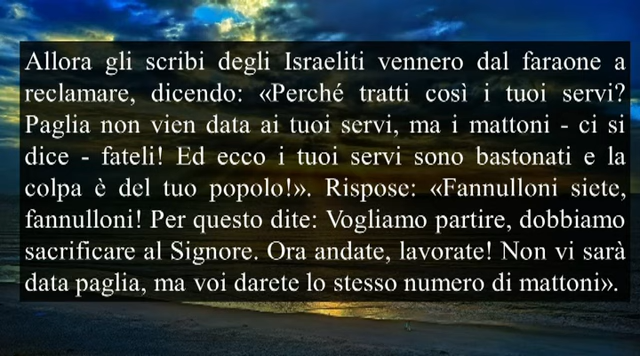 Allora gli scribi degli Israeliti vennero dal faraone a
reclamare, dicendo: «Perché tratti così i tuoi servi?
Paglia non vien data ai tuoi servi, ma i mattoni - ci si
dice - fateli! Ed ecco i tuoi servi sono bastonati e la
colpa è del tuo popolo!». Rispose: «Fannulloni siete,
fannulloni! Per questo dite: Vogliamo partire, dobbiamo
sacrificare al Signore. Ora andate, lavorate! Non vi sarà
data paglia, ma voi darete lo stesso numero di mattoni».